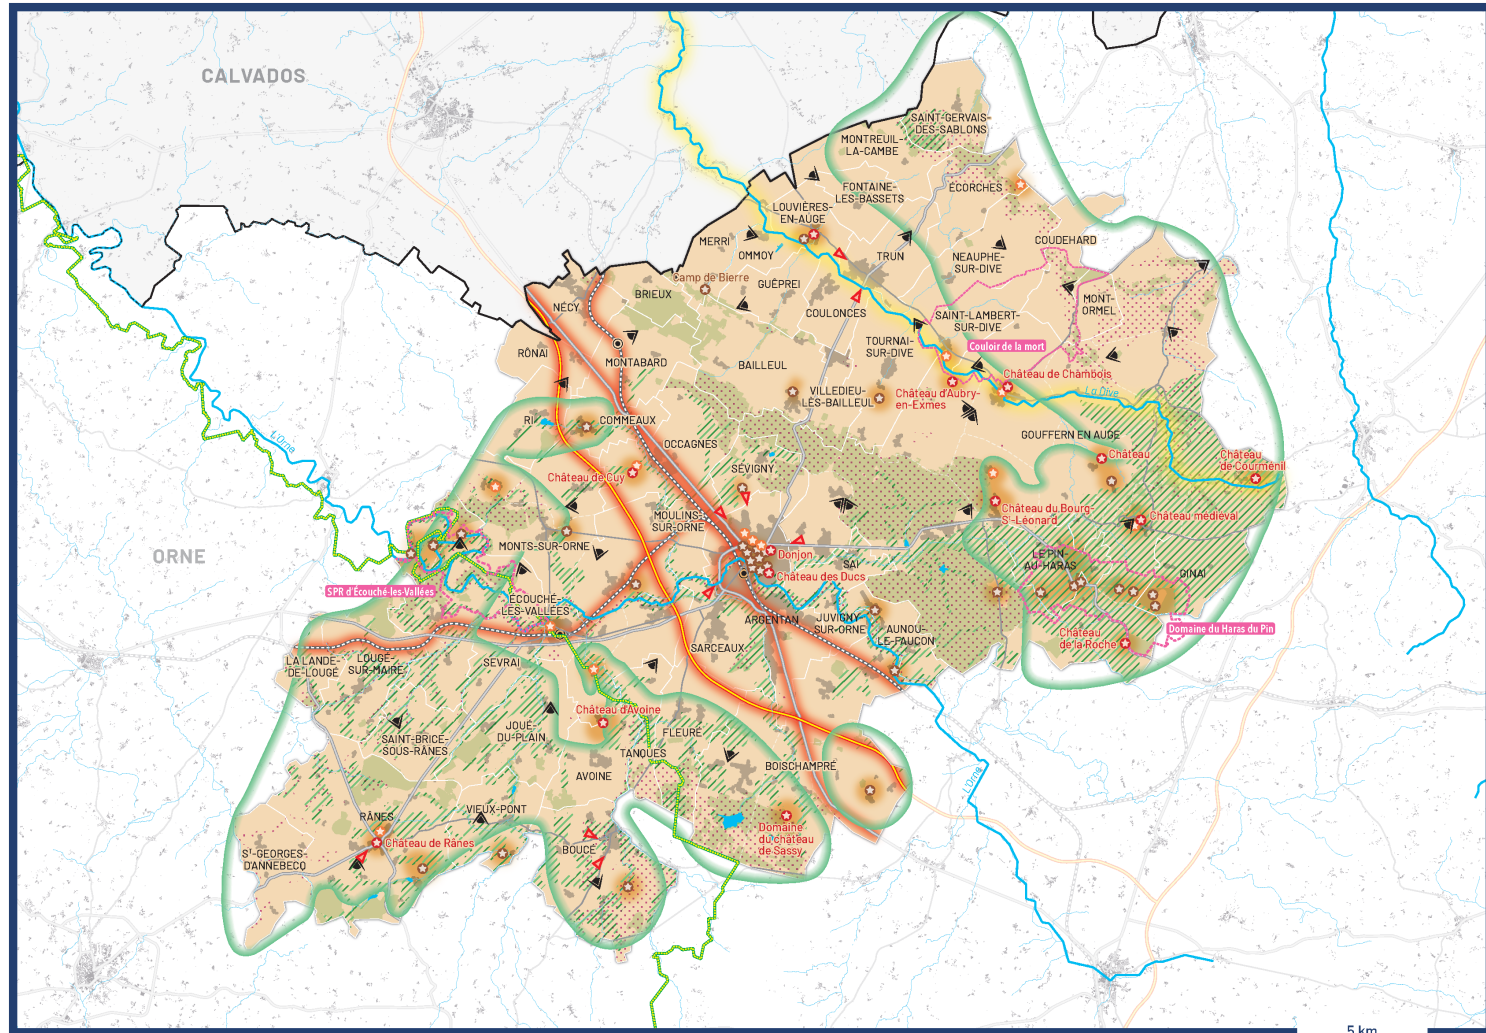 CALVADOS
SAINT-GERVAIS-
DES-SABLONS
MONTREUIL-
LA-CAMBE
FONTAINE-
LES-BASSETS
ÉCORCHES
LOUVIÈRES-
EN-AUGE
MERRI
OMMOY
TRUN
NEAUPHE-
SUR-DIVE
COUDEHARD
Camp de Bierre
GUÊPREI
BRIEUX
NÉCY
MONT-
ORMEL
COULONCES
SAINT-LAMBERT-
SUR-DIVE
TOURNAI-
SUR-DIVE
Couloir de la mort
RÔNAI
MONTABARD
BAILLEUL
Château de Chambois
VILLEDIEU-
LÈS-BAILLEUL
Château d'Aubry-
en-Exmes
La Dive
RI
COMMEAUX
OCCAGNES
GOUFFERN EN AUGE
L'Orne
Château
Château
de Courménil
SÉVIGNY
Château de Cuy
MOULINS-
SUR-ORNE
Château du Bourg-
St-Léonard
Château médiéval
MONTS-SUR-ORNE
ORNE
Donjon
SAI
LE PIN-
AU-HARAS
GINAI
Château des Ducs
SPR d'Écouché-les-Vallées
ÉCOUCHÉ-
LES-VALLÉES
ARGENTAN
JUVIGNY-
SUR-ORNE
AUNOU-
LE-FAUCON
Domaine du Haras du Pin
Château
de la Roche
SARCEAUX
LA LANDE-
DE-LOUGÉ
LOUGÉ-
SUR-MAIRE
SEVRAI
Château d'Avoine
JOUÉ-
DU-PLAIN
FLEURÉ
SAINT-BRICE-
SOUS-RÂNES
TANQUES
BOISCHAMPRÉ
AVOINE
L'Orne
VIEUX-PONT
RÂNES
Château de Rânes
Domaine
du château
de Sassy
ST-GEORGES-
D'ANNEBECQ
BOUCÉ
5 km